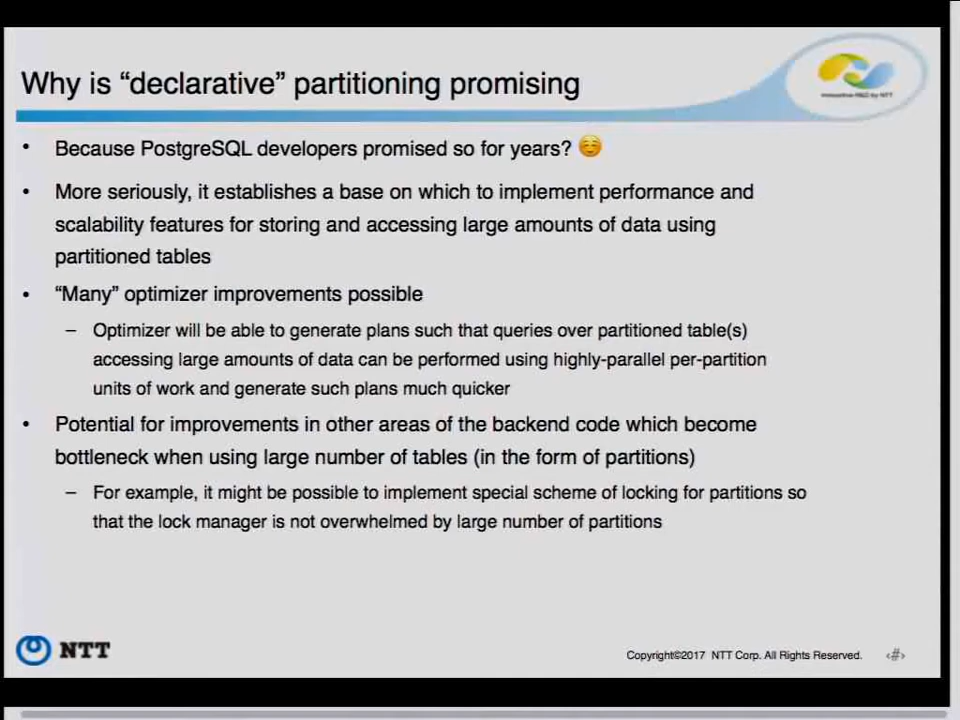 Why is “declarative” partitioning promising
• Because PostgreSQL developers promised so for years? ☺️
• More seriously, it establishes a base on which to implement performance and
scalability features for storing and accessing large amounts of data using
partitioned tables
• “Many” optimizer improvements possible
– Optimizer will be able to generate plans such that queries over partitioned table(s)
accessing large amounts of data can be performed using highly-parallel per-partition
units of work and generate such plans much quicker
• Potential for improvements in other areas of the backend code which become
bottleneck when using large number of tables (in the form of partitions)
– For example, it might be possible to implement special scheme of locking for partitions so
that the lock manager is not overwhelmed by large number of partitions
NTT
Copyright©2017 NTT Corp. All Rights Reserved.
‹#›